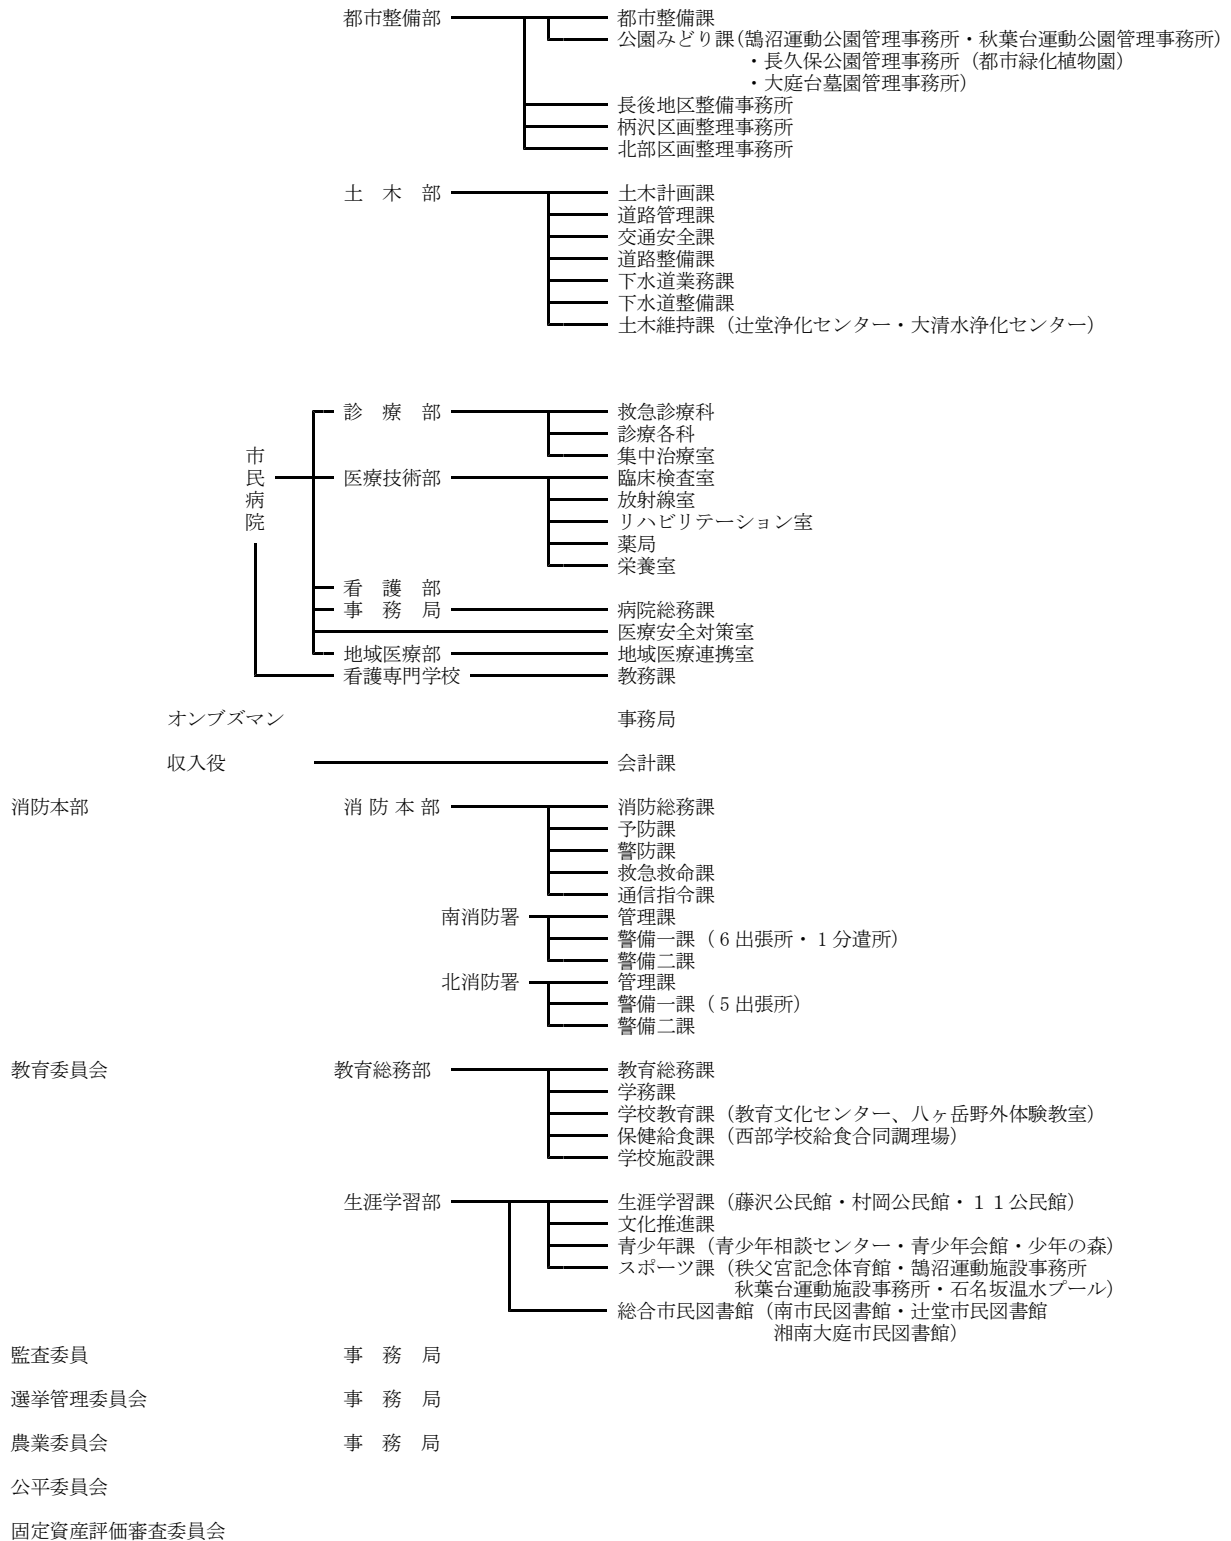 都市整備部 都市整備課
公園みどり課(鵠沼運動公園管理事務所・秋葉台運動公園管理事務所)
・長久保公園管理事務所（都市緑化植物園）
・大庭台墓園管理事務所）
長後地区整備事務所
柄沢区画整理事務所
北部区画整理事務所
土　木　部 土木計画課
道路管理課
交通安全課
道路整備課
下水道業務課
下水道整備課
土木維持課（辻堂浄化センター・大清水浄化センター）
市民病院
診　療　部 救急診療科
診療各科
集中治療室
医療技術部 臨床検査室
放射線室
リハビリテーション室
薬局
栄養室
看　護　部
事　務　局 病院総務課
医療安全対策室
地域医療部 地域医療連携室
看護専門学校 教務課
オンブズマン 事務局
収入役 会計課
消防本部 消 防 本 部 消防総務課
予防課
警防課
救急救命課
通信指令課
南消防署 管理課
警備一課（６出張所・１分遣所）
警備二課
北消防署 管理課
警備一課（５出張所）
警備二課
教育委員会 教育総務部 教育総務課
学務課
学校教育課（教育文化センター、八ヶ岳野外体験教室）
保健給食課（西部学校給食合同調理場）
学校施設課
生涯学習部 生涯学習課（藤沢公民館・村岡公民館・１１公民館）
文化推進課
青少年課（青少年相談センター・青少年会館・少年の森）
スポーツ課（秩父宮記念体育館・鵠沼運動施設事務所
秋葉台運動施設事務所・石名坂温水プール）
総合市民図書館（南市民図書館・辻堂市民図書館
湘南大庭市民図書館）
監査委員 事　務　局
選挙管理委員会 事　務　局
農業委員会 事　務　局
公平委員会
固定資産評価審査委員会